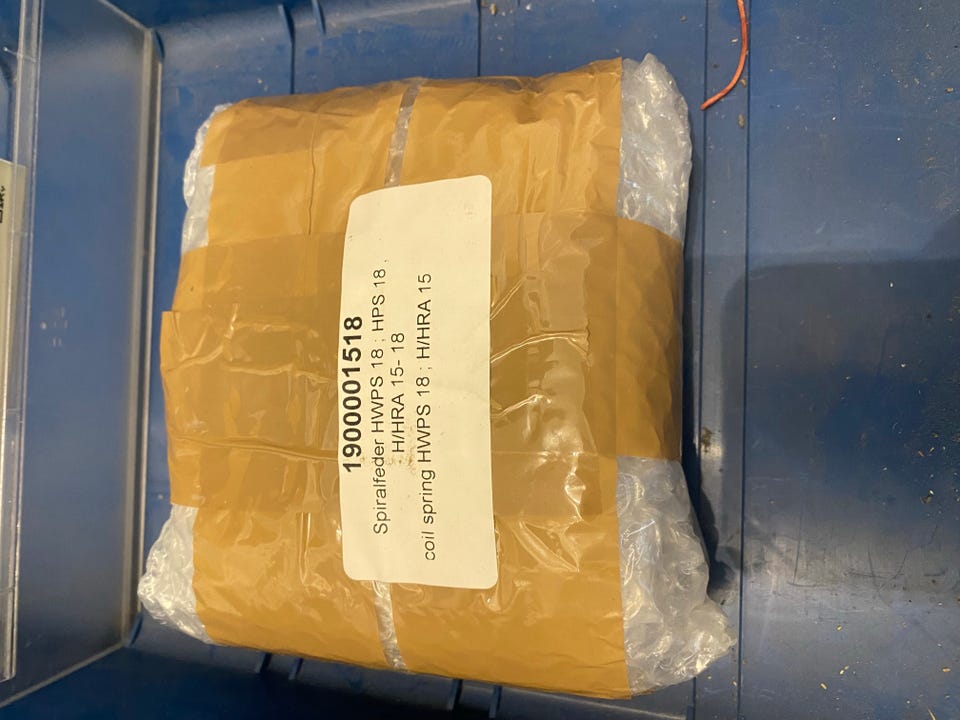 1900001518
Spiralfeder HWPS 18 ; HPS 18 ,
H/HRA 15- 18
coil spring HWPS 18 ; H/HRA 15